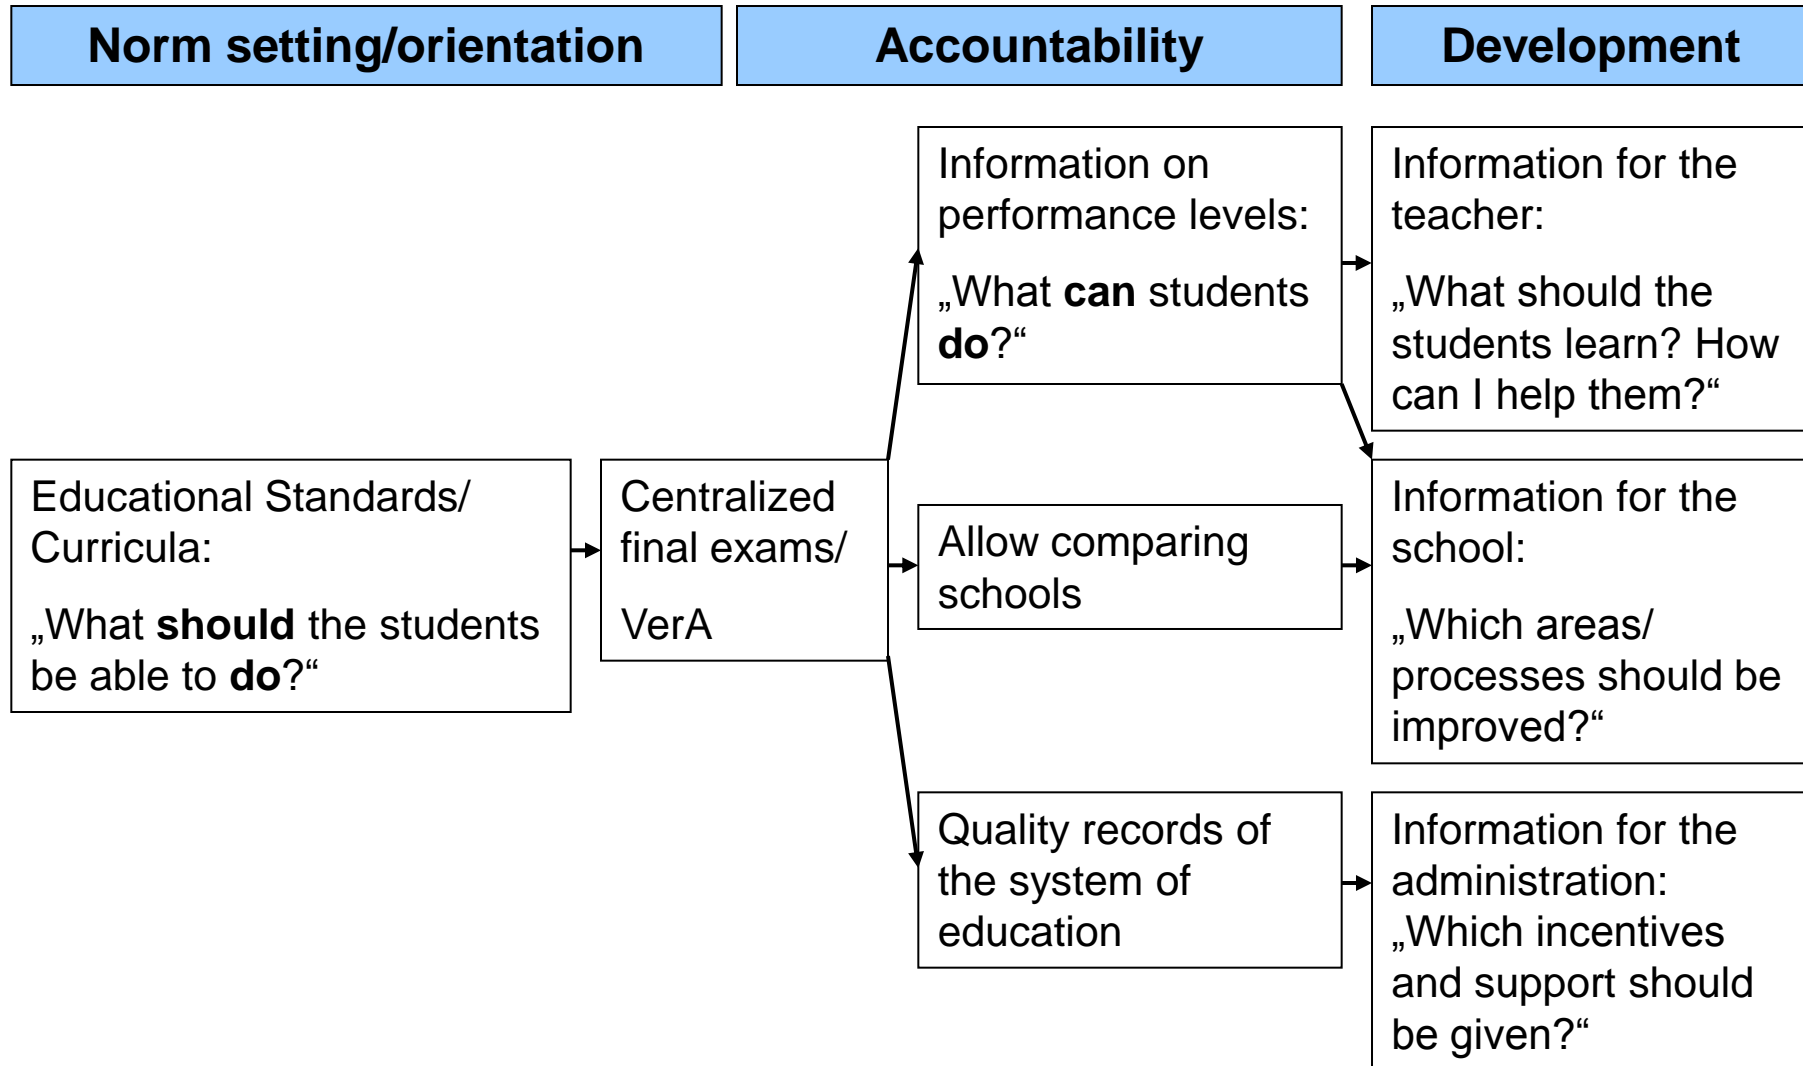 Norm setting/orientation
Accountability
Development
Information on
performance levels:
„What can students
do?“
Information for the
teacher:
„What should the
students learn? How
can I help them?“
Educational Standards/
Curricula:
„What should the students
be able to do?“
Centralized
final exams/
VerA
Allow comparing
schools
Information for the
school:
„Which areas/
processes should be
improved?“
Quality records of
the system of
education
Information for the
administration:
„Which incentives
and support should
be given?“